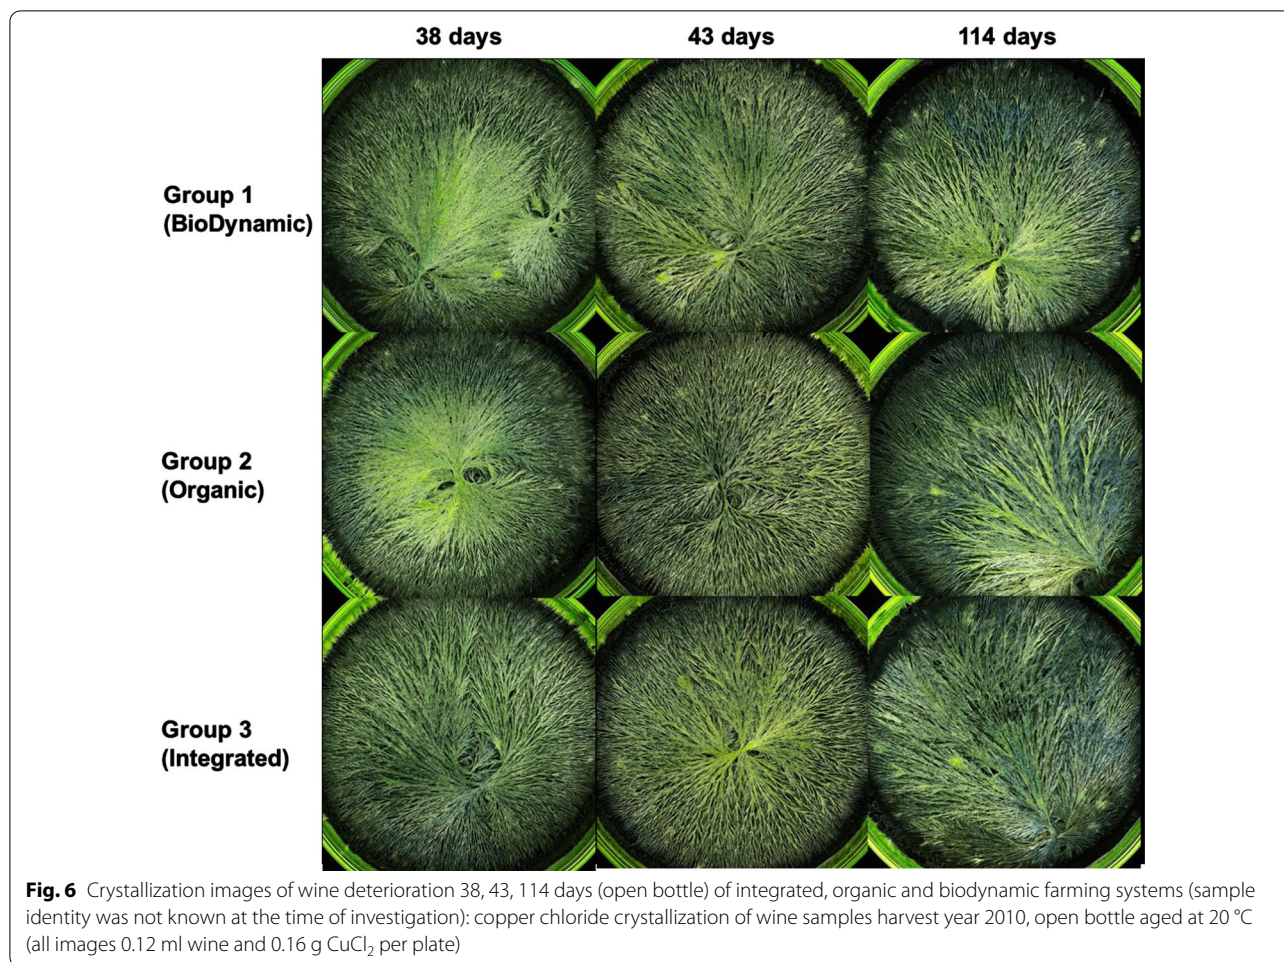 38 days 43 days 114 days
Group 1
(BioDynamic)
Group 2
(Organic)
Group 3
(Integrated)
Fig. 6 Crystallization images of wine deterioration 38, 43, 114 days (open bottle) of integrated, organic and biodynamic farming systems (sample
identity was not known at the time of investigation): copper chloride crystallization of wine samples harvest year 2010, open bottle aged at 20 °C
(all images 0.12 ml wine and 0.16 g CuCl₂ per plate)